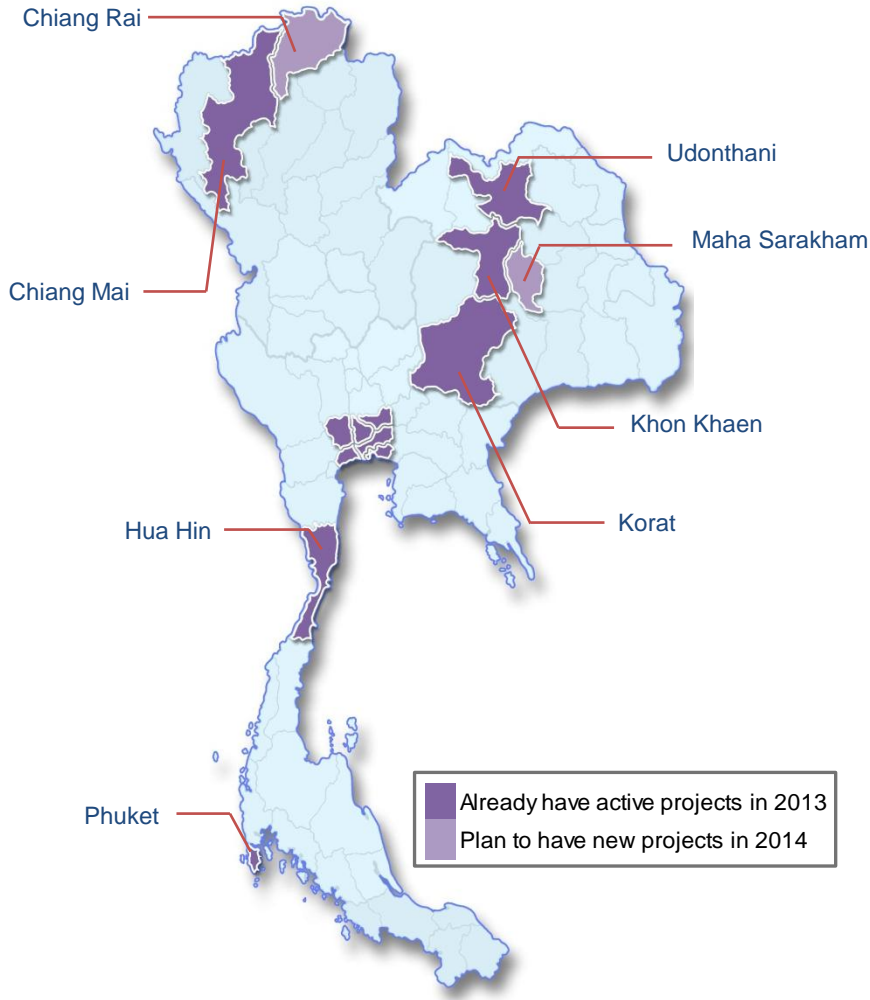 Chiang Rai
Udonthani
Maha Sarakham
Chiang Mai
Khon Khaen
Korat
Hua Hin
Already have active projects in 2013
Plan to have new projects in 2014
Phuket